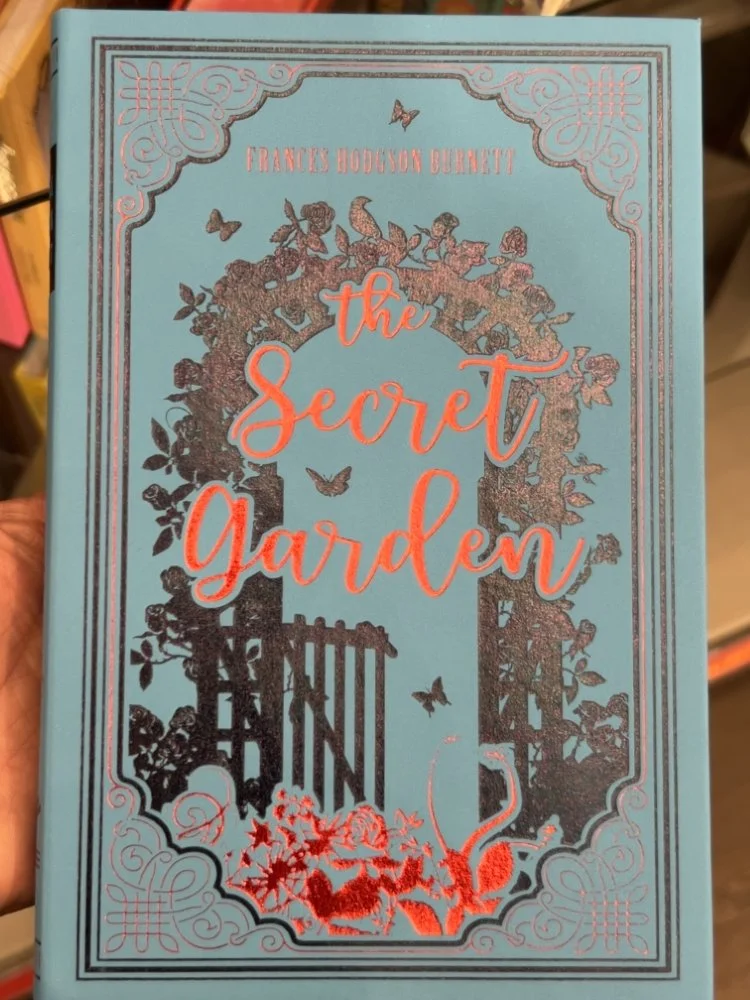 FRANCES HODGSON BURNETT
the
Secret
garden